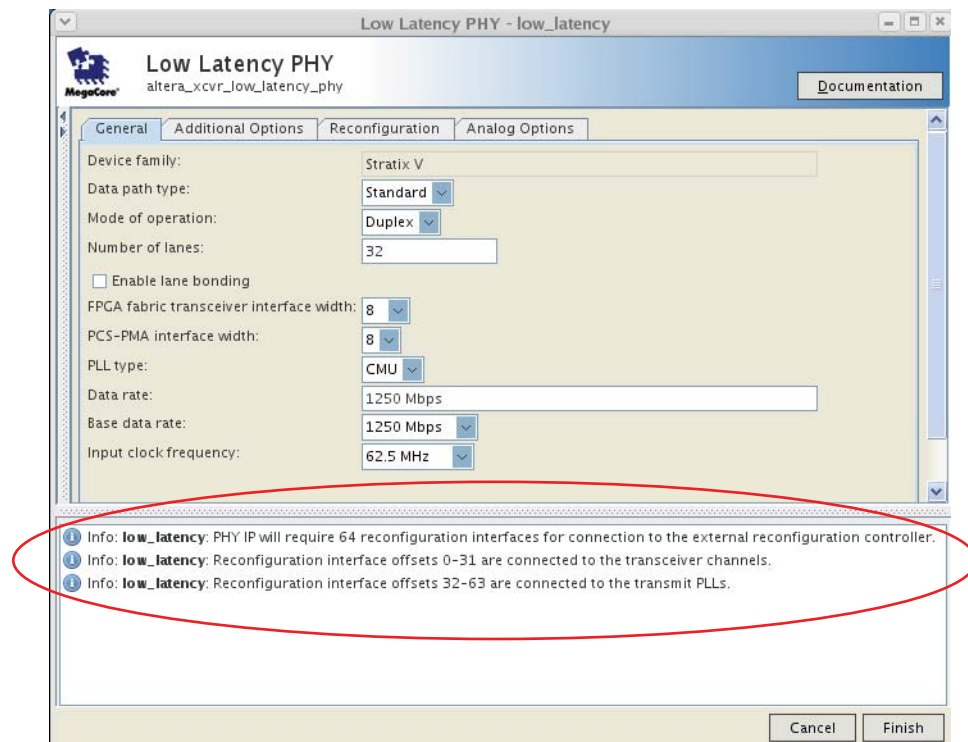 Low Latency PHY - low_latency
MegaCore®
Low Latency PHY
altera_xcvr_low_latency_phy
Documentation
General Additional Options Reconfiguration Analog Options
Device family: Stratix V
Data path type: Standard
Mode of operation: Duplex
Number of lanes: 32
Enable lane bonding
FPGA fabric transceiver interface width: 8
PCS-PMA interface width: 8
PLL type: CMU
Data rate: 1250 Mbps
Base data rate: 1250 Mbps
Input clock frequency: 62.5 MHz
Info: low_latency: PHY IP will require 64 reconfiguration interfaces for connection to the external reconfiguration controller.
Info: low_latency: Reconfiguration interface offsets 0-31 are connected to the transceiver channels.
Info: low_latency: Reconfiguration interface offsets 32-63 are connected to the transmit PLLs.
Cancel Finish